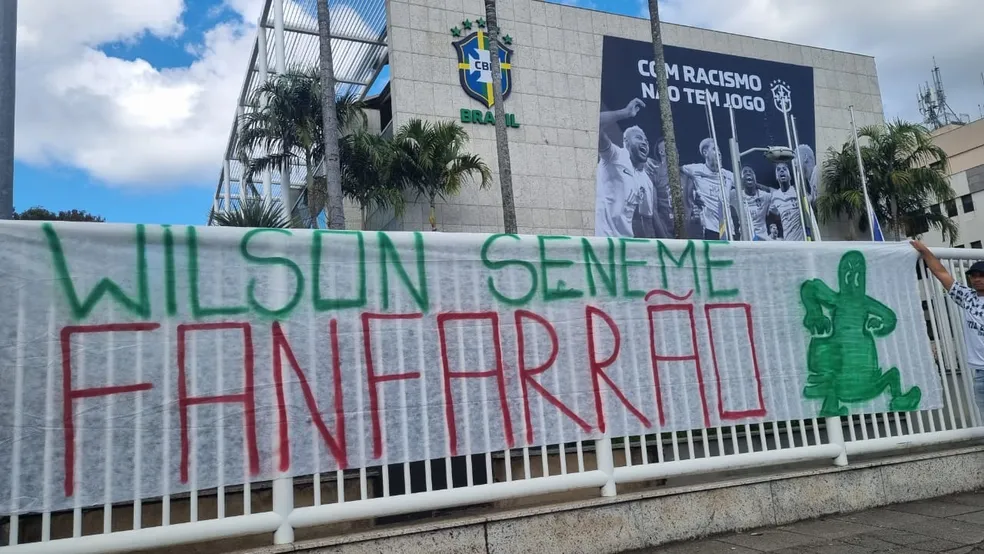 CBF
BRASIL
COM RACISMO
NÃO TEM JOGO
WILSON SENEME
FANFARRÃO